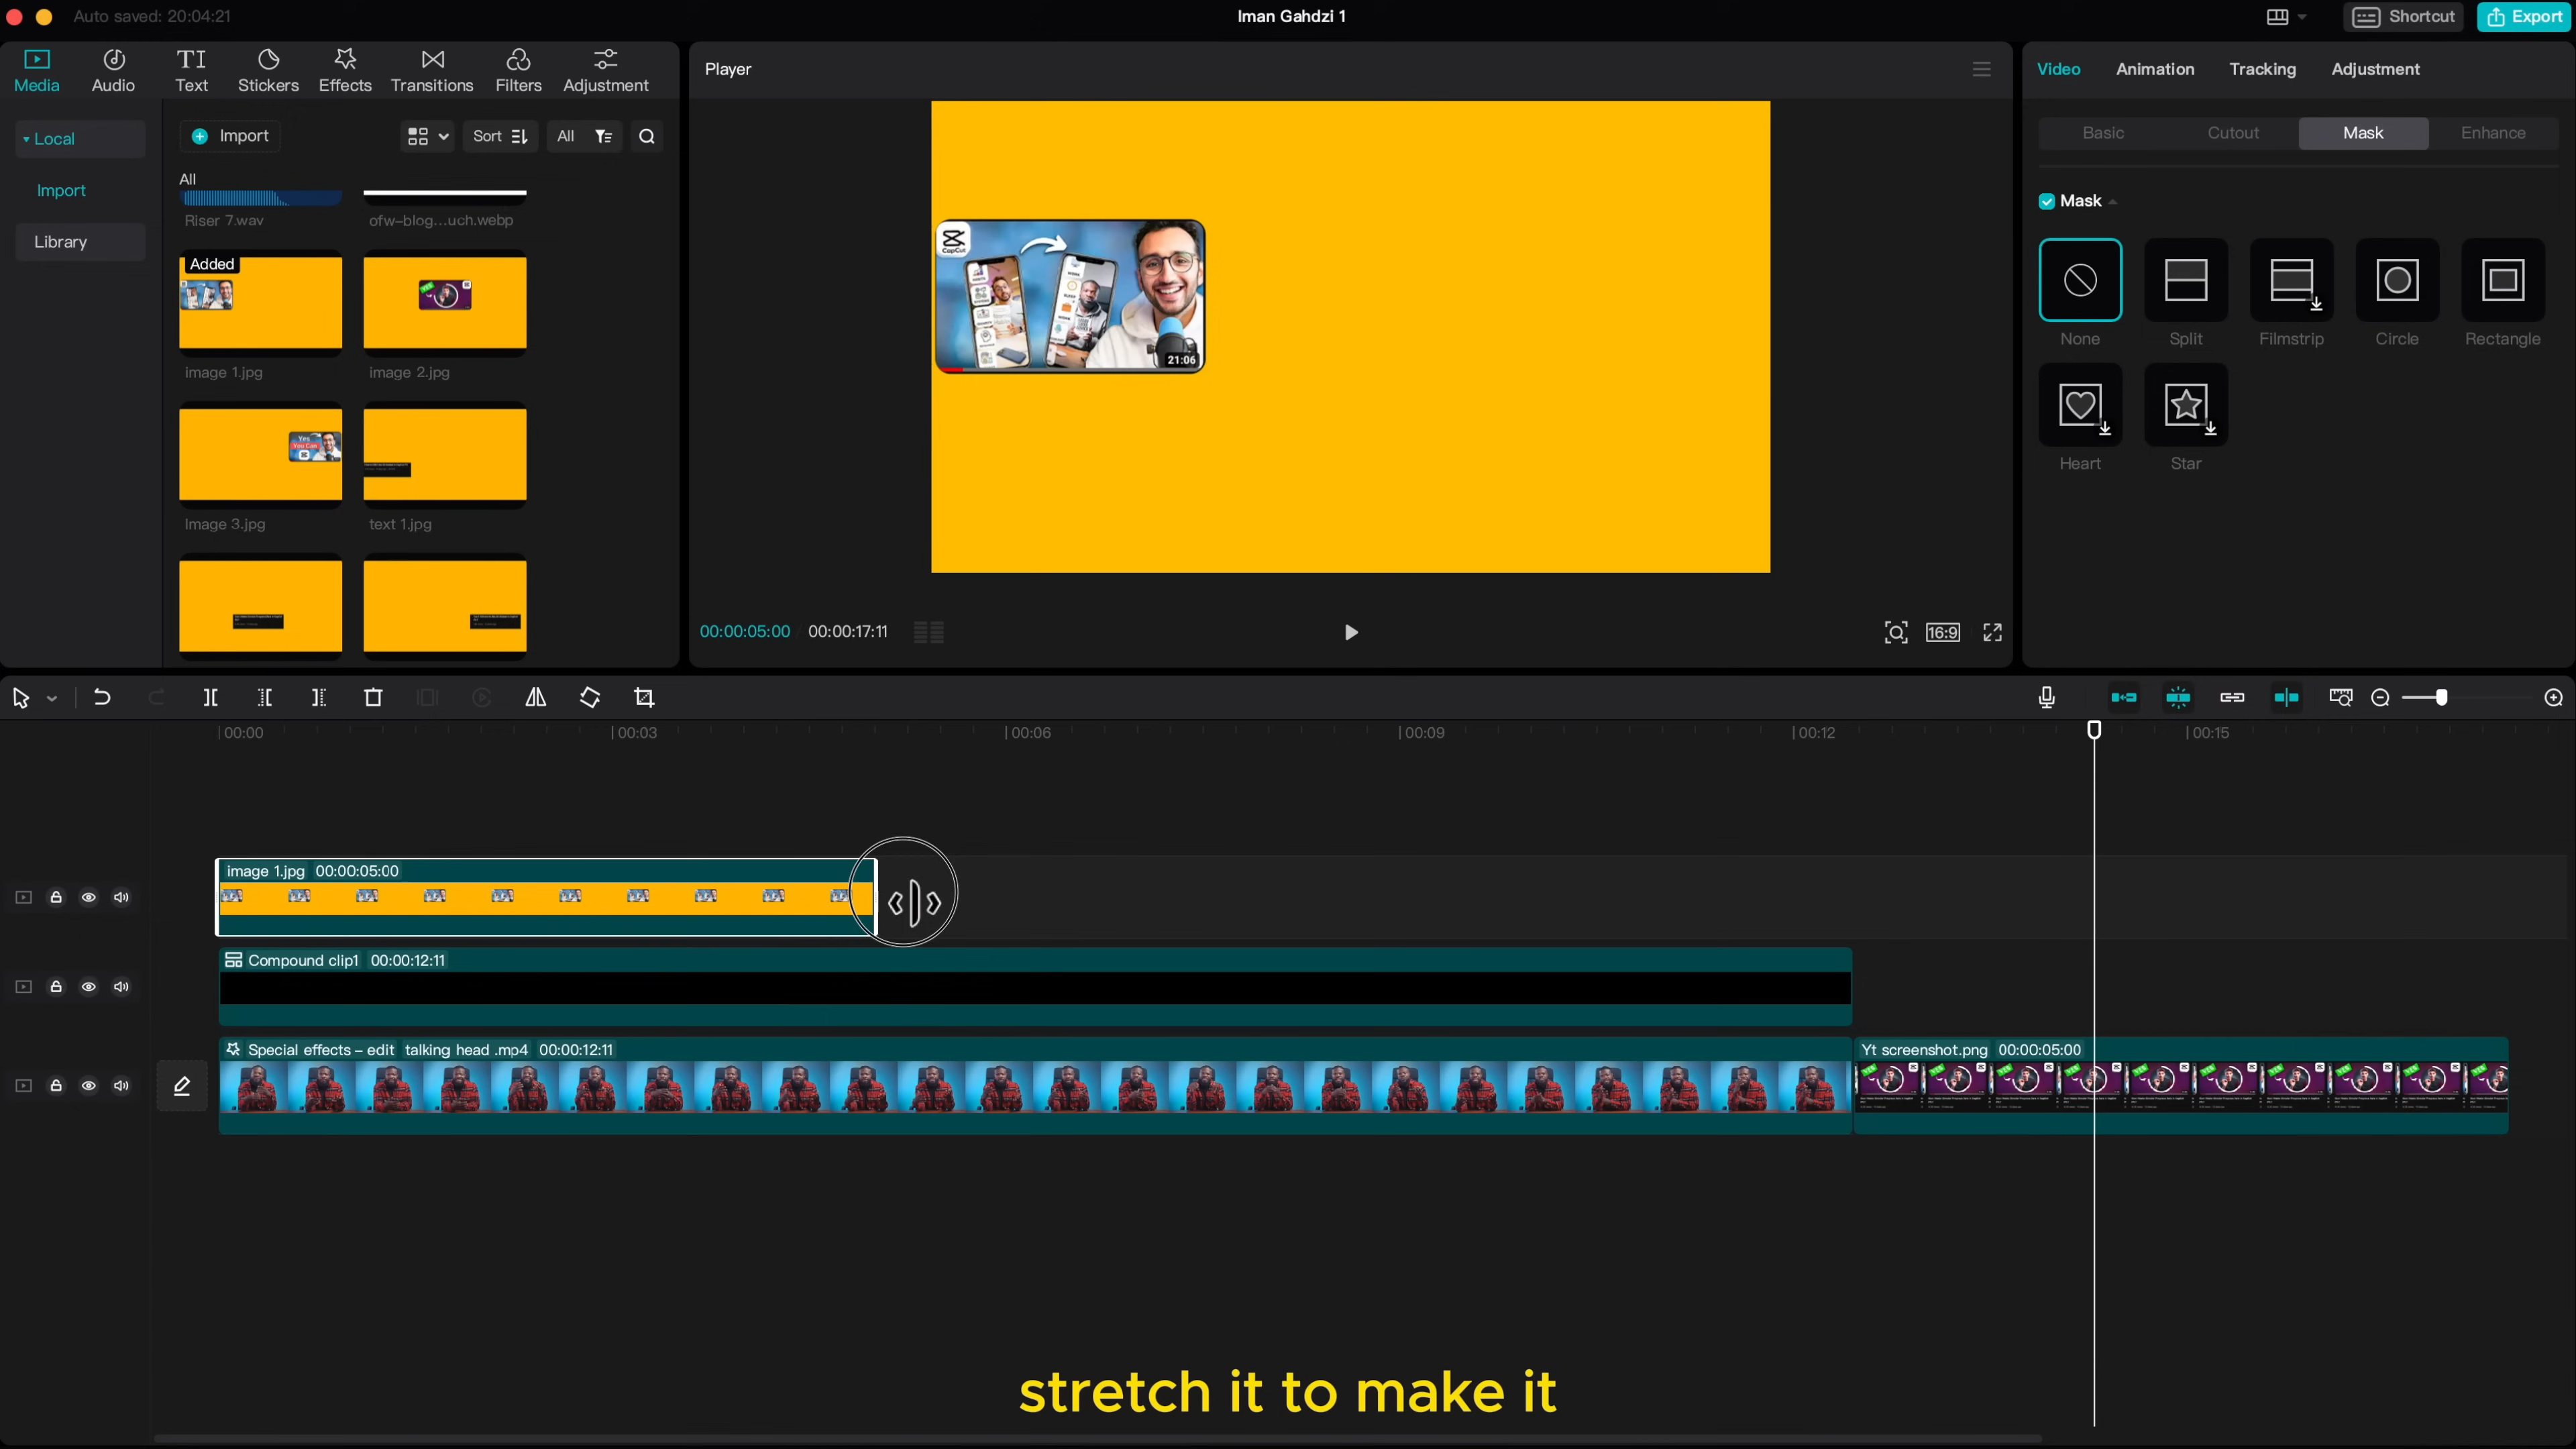 Auto saved: 20:04:21
Iman Gahdzi 1
Shortcut
Export
Media
Audio
Text
Stickers
Effects
Transitions
Filters
Adjustment
Local
Import
Library
Import
Sort
All
All
Riser 7.wav
ofw-blog...uch.webp
Added
image 1.jpg
image 2.jpg
Yes
You Can
Image 3.jpg
text 1.jpg
Player
CapCut
21:06
00:00:05:00
00:00:17:11
16:9
Video
Animation
Tracking
Adjustment
Basic
Cutout
Mask
Enhance
Mask
None
Split
Filmstrip
Circle
Rectangle
Heart
Star
00:00
00:03
00:06
00:09
00:12
00:15
image 1.jpg 00:00:05:00
Compound clip1 00:00:12:11
Special effects – edit talking head .mp4 00:00:12:11
Yt screenshot.png 00:00:05:00
stretch it to make it